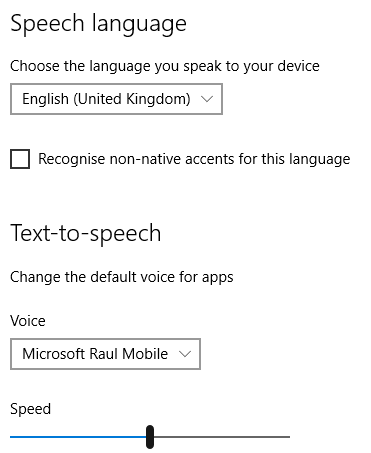 Speech language
Choose the language you speak to your device
English (United Kingdom)
Recognise non-native accents for this language
Text-to-speech
Change the default voice for apps
Voice
Microsoft Raul Mobile
Speed